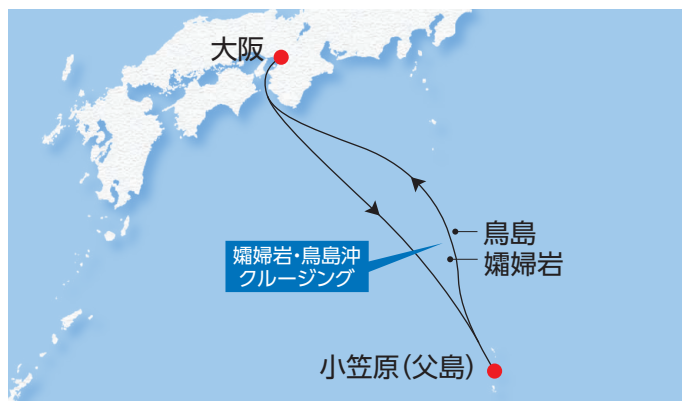 大阪
鳥島
孀婦岩
孀婦岩・鳥島沖
クルージング
小笠原(父島)